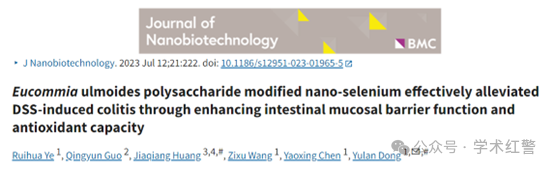 Journal of
Nanobiotechnology
BMC
▸ J Nanobiotechnology. 2023 Jul 12;21:222. doi: 10.1186/s12951-023-01965-5
Eucommia ulmoides polysaccharide modified nano-selenium effectively alleviated
DSS-induced colitis through enhancing intestinal mucosal barrier function and
antioxidant capacity
Ruihua Ye 1, Qingyun Guo 2, Jiaqiang Huang 3,4,#, Zixu Wang 1, Yaoxing Chen 1, Yulan Dong 1,✉,#
公众号 · 学术红警